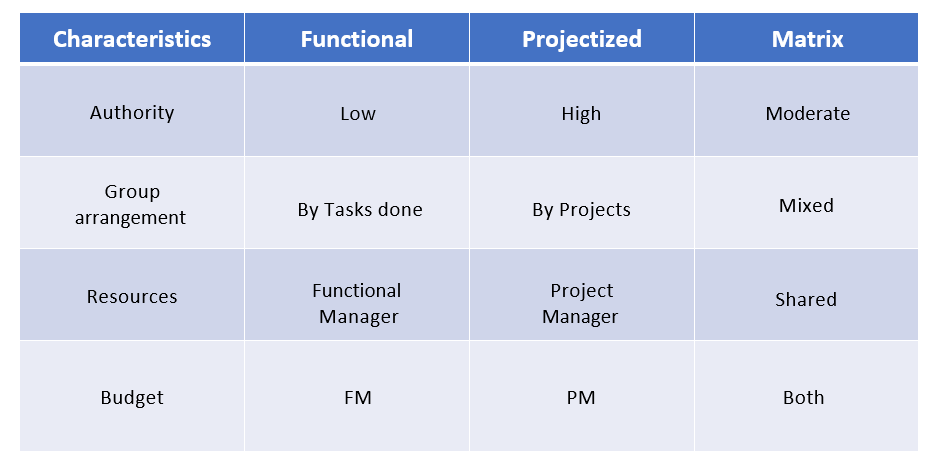 Characteristics Functional Projectized Matrix
Authority Low High Moderate
Group
arrangement By Tasks done By Projects Mixed
Resources Functional
Manager Project
Manager Shared
Budget FM PM Both